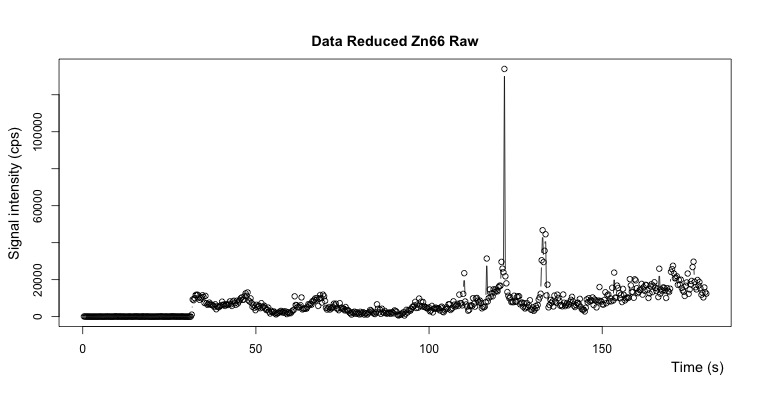 Data Reduced Zn66 Raw
Signal intensity (cps)
100000
60000
20000
0
0 50 100 150
Time (s)